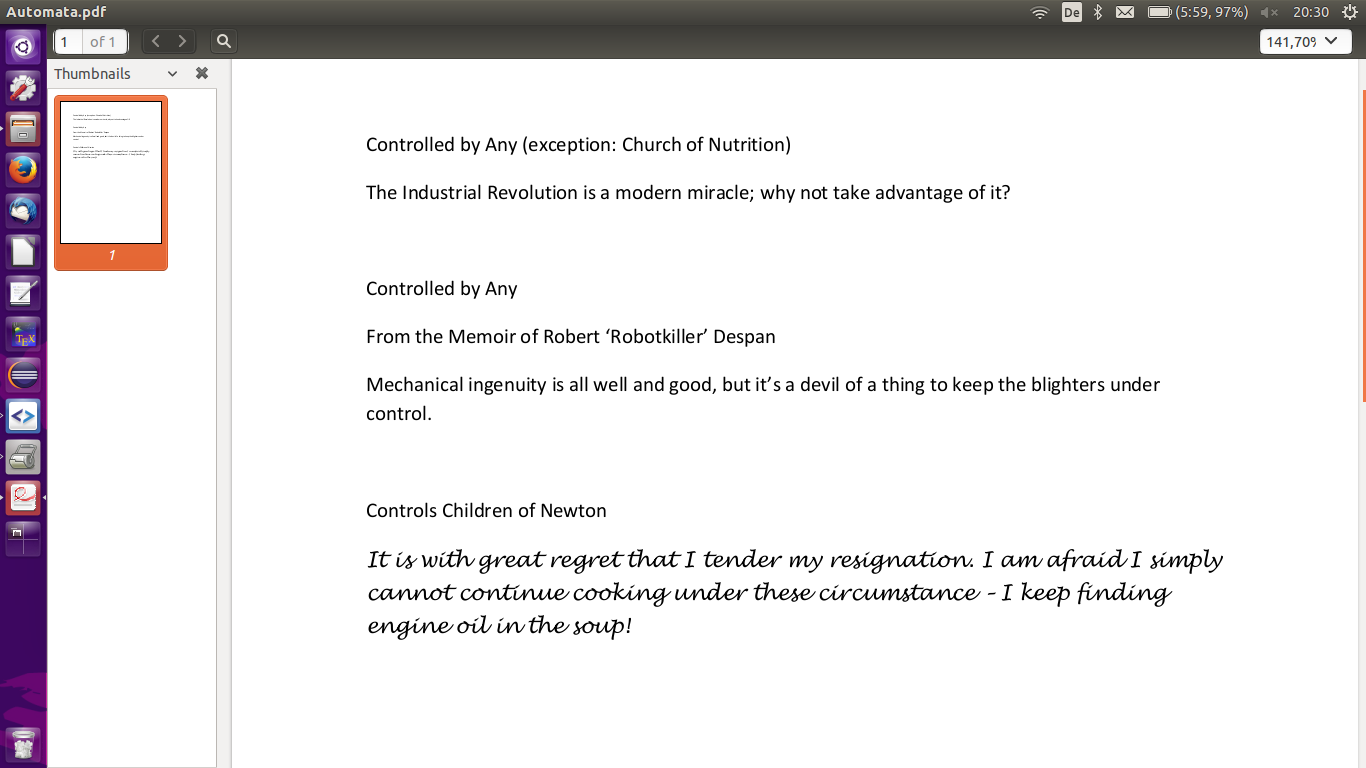 Automata.pdf
De
(5:59, 97%)
20:30
1
of 1
141,70%
Thumbnails
1
Controlled by Any (exception: Church of Nutrition)
The Industrial Revolution is a modern miracle; why not take advantage of it?
Controlled by Any
From the Memoir of Robert ‘Robotkiller’ Despan
Mechanical ingenuity is all well and good, but it’s a devil of a thing to keep the blighters under
control.
Controls Children of Newton
It is with great regret that I tender my resignation. I am afraid I simply
cannot continue cooking under these circumstance – I keep finding
engine oil in the soup!
TEX